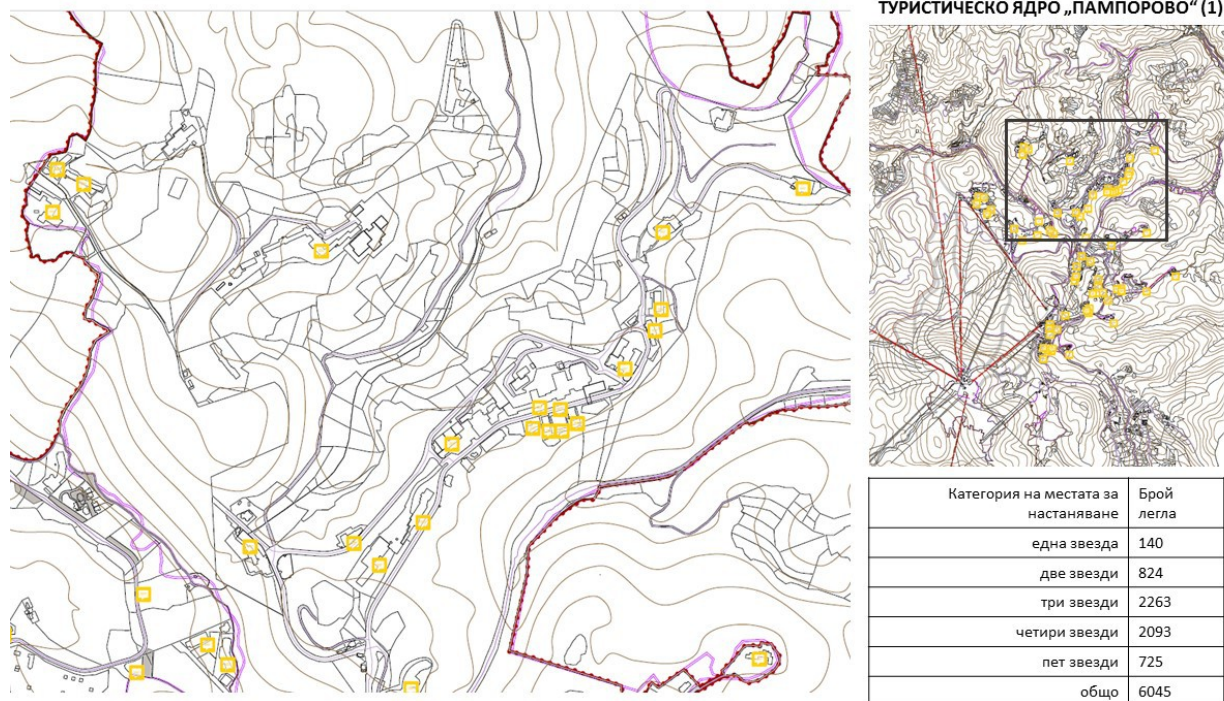 ТУРИСТИЧЕСКО ЯДРО „ПАМПОРОВО“ (1)
Категория на местата за настаняване Брой легла
една звезда 140
две звезди 824
три звезди 2263
четири звезди 2093
пет звезди 725
общо 6045